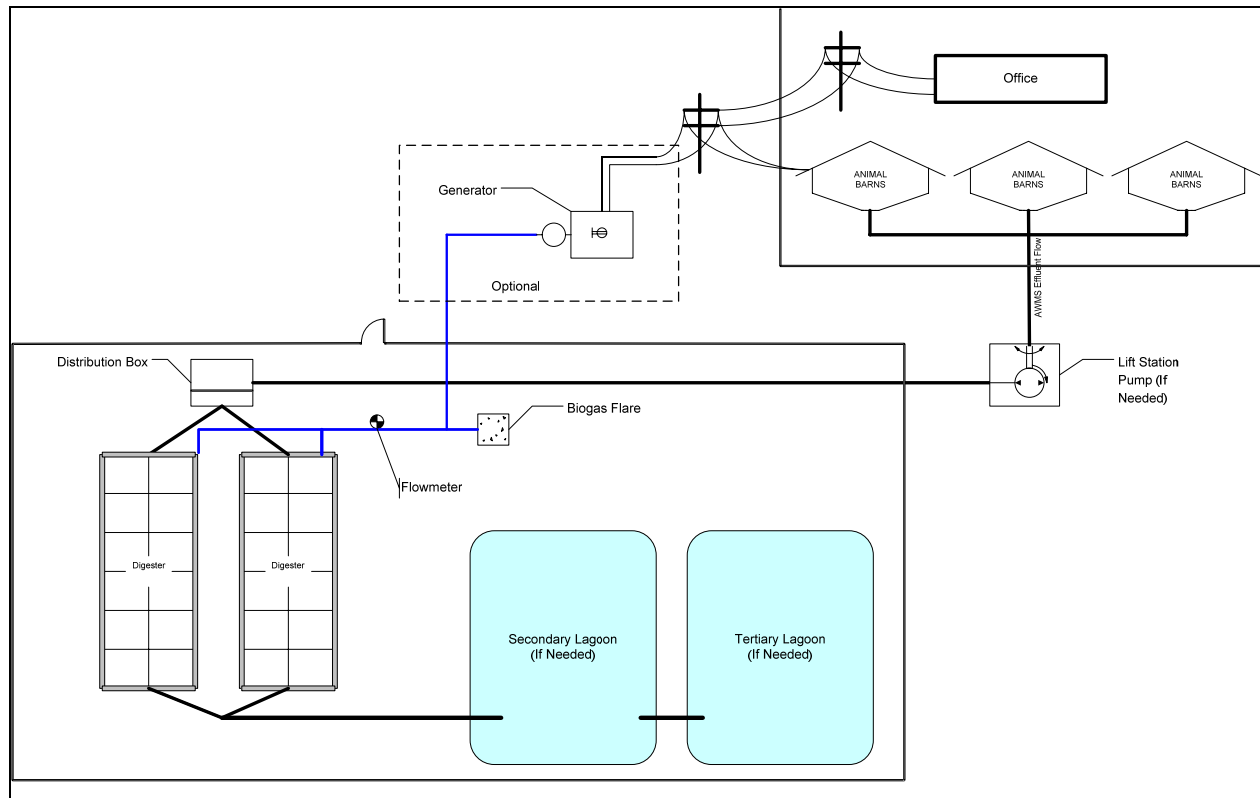 Office
ANIMAL
BARNS
ANIMAL
BARNS
ANIMAL
BARNS
Generator
Optional
AWMS Effluent Flow
Distribution Box
Lift Station
Pump (If
Needed)
Biogas Flare
Flowmeter
Digester
Digester
Secondary Lagoon
(If Needed)
Tertiary Lagoon
(If Needed)